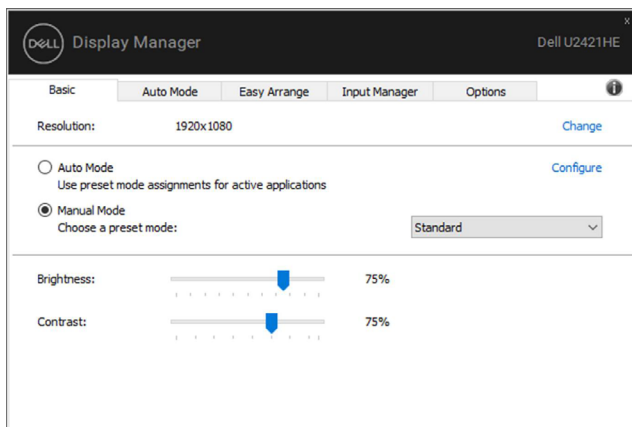 x
DELL Display Manager Dell U2421HE
Basic Auto Mode Easy Arrange Input Manager Options i
Resolution: 1920x1080 Change
Auto Mode Configure
Use preset mode assignments for active applications
Manual Mode
Choose a preset mode: Standard
Brightness: 75%
Contrast: 75%